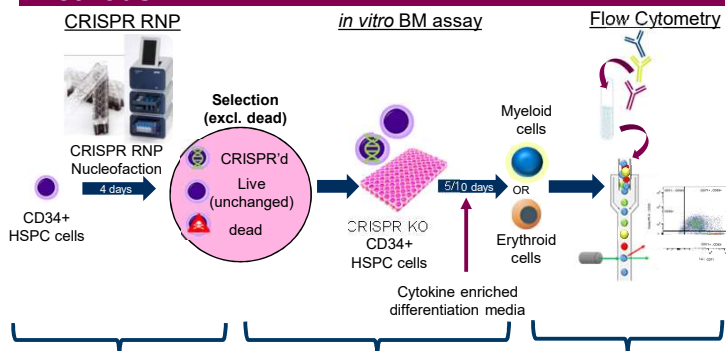 CRISPR RNP
in vitro BM assay
Flow Cytometry
Selection
(excl. dead)
CRISPR RNP
Nucleofaction
4 days
CD34+
HSPC cells
CRISPR'd
Live
(unchanged)
dead
CRISPR KO
CD34+
HSPC cells
5/10 days
Cytokine enriched
differentiation media
Myeloid
cells
OR
Erythroid
cells